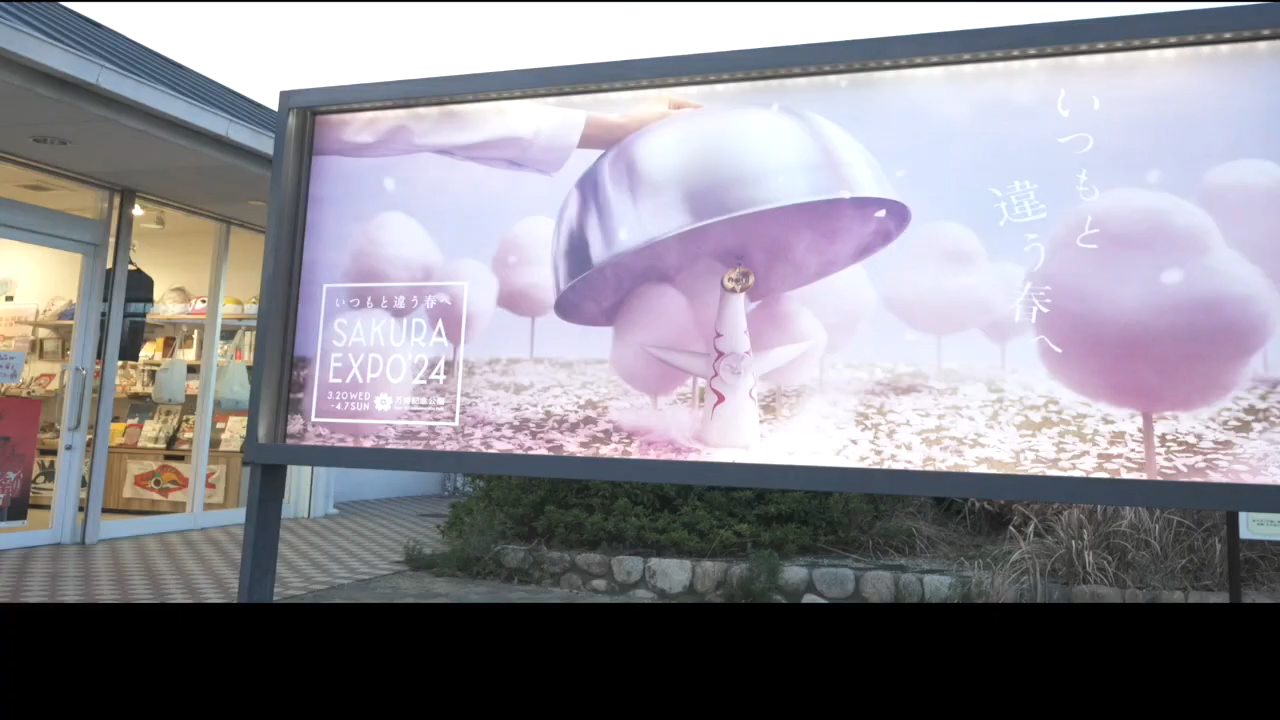 いつもと
違う春へ
いつもと違う春へ
SAKURA
EXPO'24
3.20 WED
-4.7 SUN
万博記念公園